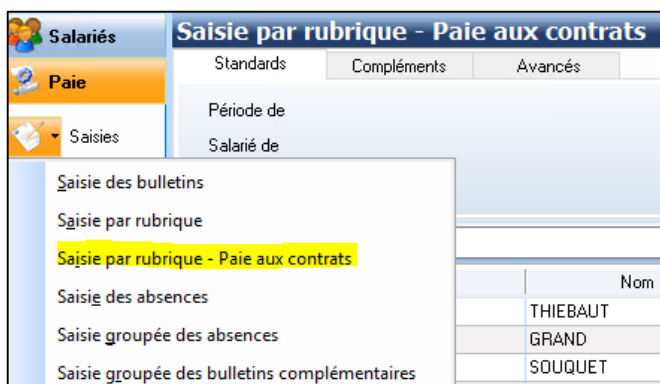 Salariés
Saisie par rubrique - Paie aux contrats
Standards Compléments Avancés
Paie
Période de
Saisies
Salarié de
Saisie des bulletins
Saisie par rubrique
Saisie par rubrique - Paie aux contrats
Saisie des absences
Nom
THIEBAUT
Saisie groupée des absences
GRAND
Saisie groupée des bulletins complémentaires
SOUQUET